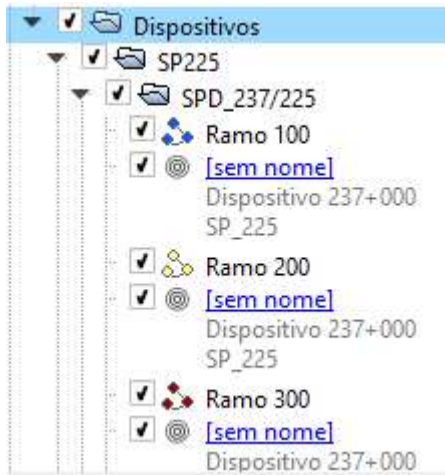 Dispositivos
SP225
SPD_237/225
Ramo 100
[sem nome]
Dispositivo 237+000
SP_225
Ramo 200
[sem nome]
Dispositivo 237+000
SP_225
Ramo 300
[sem nome]
Dispositivo 237+000